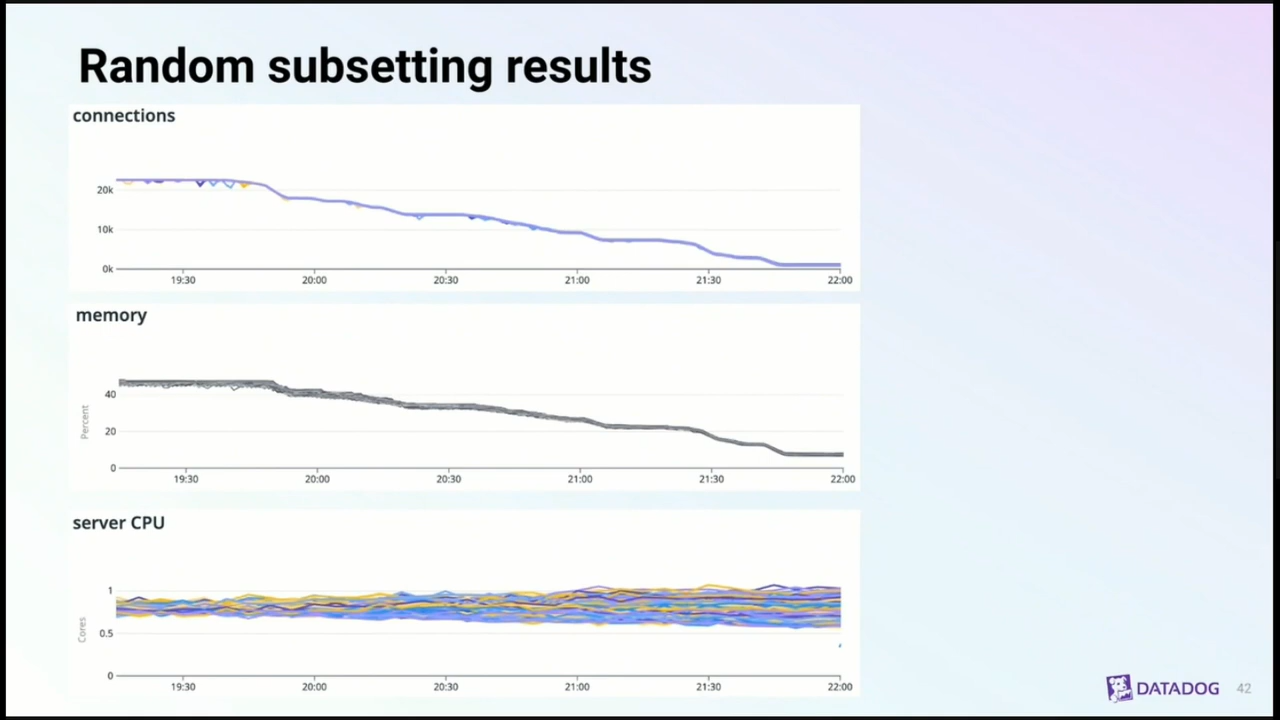 Random subsetting results
connections
20k
10k
0k
19:30 20:00 20:30 21:00 21:30 22:00
memory
Percent
40
20
0
19:30 20:00 20:30 21:00 21:30 22:00
server CPU
Cores
1
0.5
0
19:30 20:00 20:30 21:00 21:30 22:00
DATADOG 42